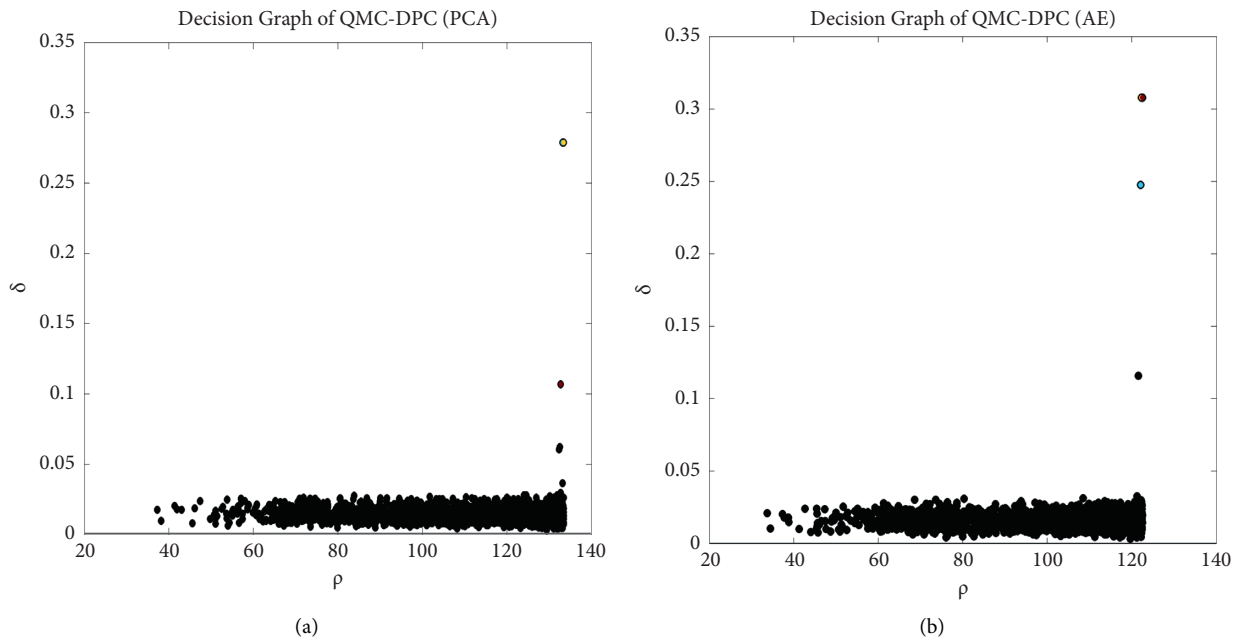 Decision Graph of QMC-DPC (PCA)
0.35
0.3
0.25
0.2
0.15
0.1
0.05
0
δ
20 40 60 80 100 120 140
ρ
(a)
Decision Graph of QMC-DPC (AE)
0.35
0.3
0.25
0.2
0.15
0.1
0.05
0
δ
20 40 60 80 100 120 140
ρ
(b)